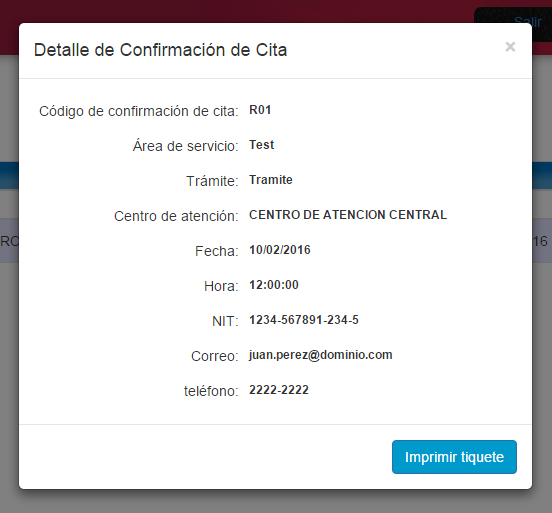 Salir
Detalle de Confirmación de Cita ×
Código de confirmación de cita: R01
Área de servicio: Test
Trámite: Tramite
Centro de atención: CENTRO DE ATENCION CENTRAL
RO 16
Fecha: 10/02/2016
Hora: 12:00:00
NIT: 1234-567891-234-5
Correo: juan.perez@dominio.com
teléfono: 2222-2222
Imprimir tiquete